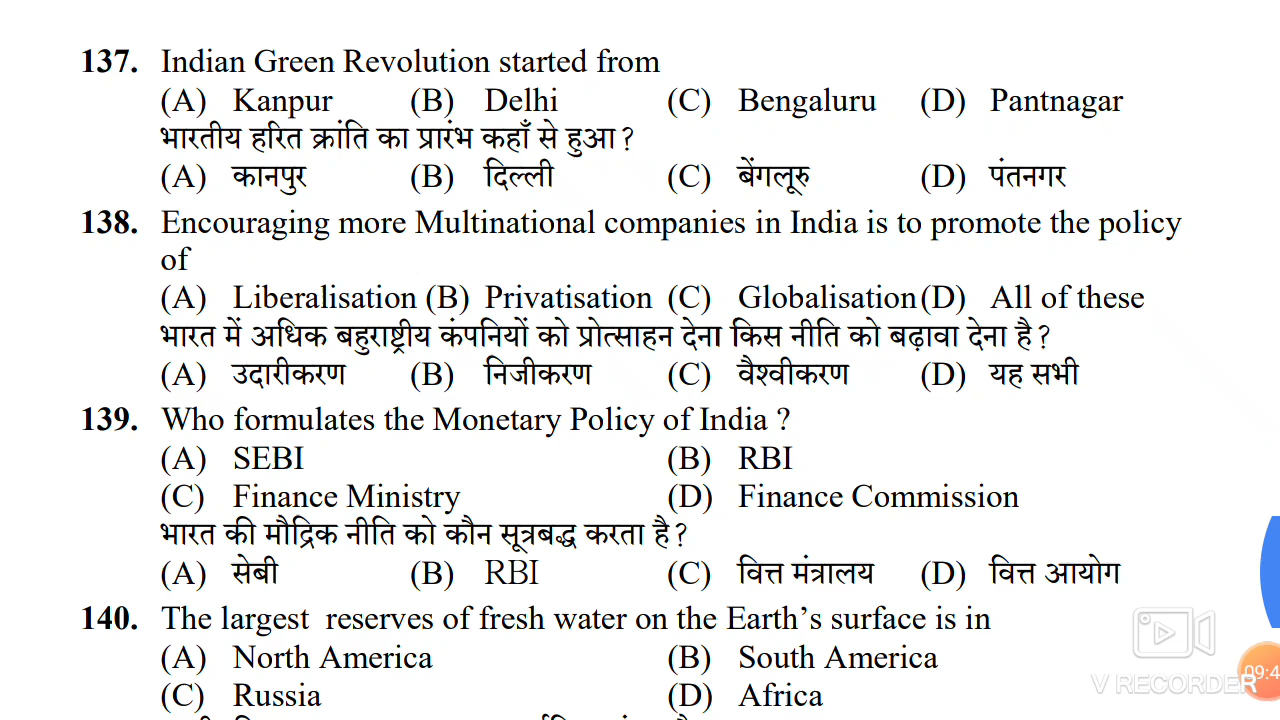 137. Indian Green Revolution started from
(A) Kanpur (B) Delhi (C) Bengaluru (D) Pantnagar
भारतीय हरित क्रांति का प्रारंभ कहाँ से हुआ ?
(A) कानपुर (B) दिल्ली (C) बेंगलूरु (D) पंतनगर
138. Encouraging more Multinational companies in India is to promote the policy
of
(A) Liberalisation (B) Privatisation (C) Globalisation (D) All of these
भारत में अधिक बहुराष्ट्रीय कंपनियों को प्रोत्साहन देना किस नीति को बढ़ावा देना है ?
(A) उदारीकरण (B) निजीकरण (C) वैश्वीकरण (D) यह सभी
139. Who formulates the Monetary Policy of India ?
(A) SEBI (B) RBI
(C) Finance Ministry (D) Finance Commission
भारत की मौद्रिक नीति को कौन सूत्रबद्ध करता है ?
(A) सेबी (B) RBI (C) वित्त मंत्रालय (D) वित्त आयोग
140. The largest reserves of fresh water on the Earth’s surface is in
(A) North America (B) South America
(C) Russia (D) Africa
V RECORDER
09:4